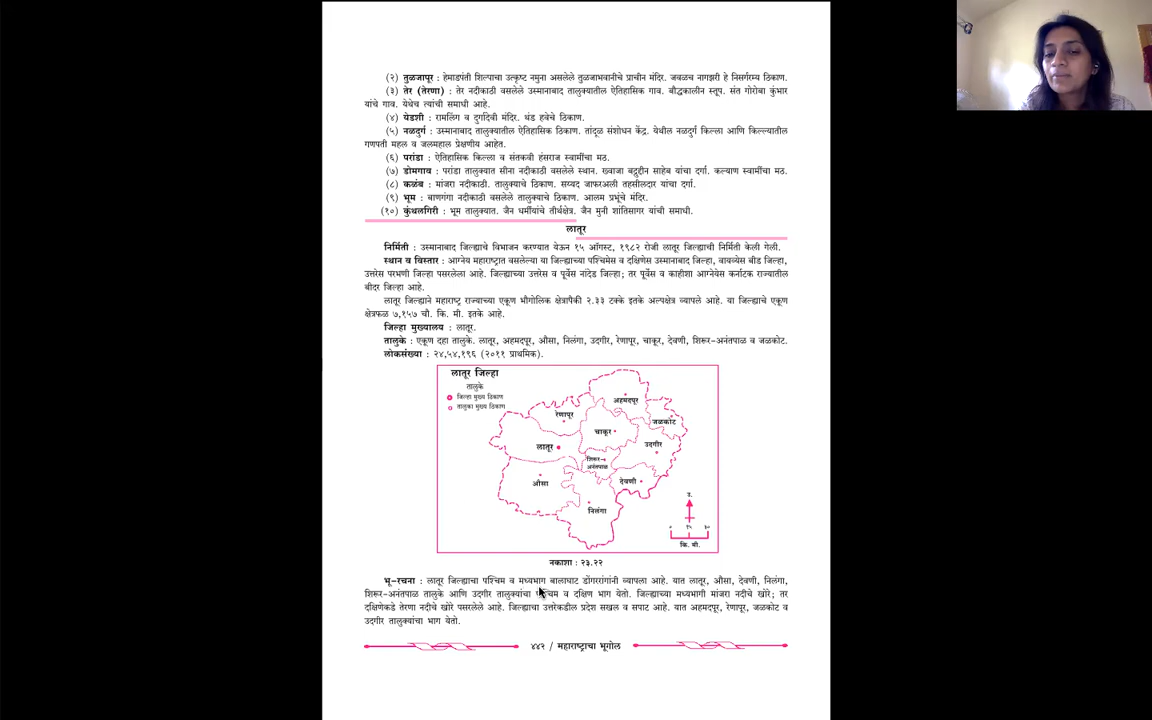 (२) तुळजापूर : हेमाडपंती शिल्पाचा उत्कृष्ट नमुना असलेले तुळजाभवानीचे प्राचीन मंदिर. जवळच नागझरी हे निसर्गरम्य ठिकाण.
(३) तेर (तेरणा) : तेर नदीकाठी वसलेले उस्मानाबाद तालुक्यातील ऐतिहासिक गाव. बौद्धकालीन स्तूप. संत गोरोबा कुंभार
यांचे गाव. येथेच त्यांची समाधी आहे.
(४) येडशी : रामलिंग व दुर्गादेवी मंदिर. थंड हवेचे ठिकाण.
(५) नळदुर्ग : उस्मानाबाद तालुक्यातील ऐतिहासिक ठिकाण. तांदूळ संशोधन केंद्र. येथील नळदुर्ग किल्ला आणि किल्ल्यातील
गणपती महल व जलमहाल प्रेक्षणीय आहेत.
(६) परांडा : ऐतिहासिक किल्ला व संतकवी हंसराज स्वामींचा मठ.
(७) डोमगाव : परांडा तालुक्यात सीना नदीकाठी वसलेले स्थान. ख्वाजा बद्रुद्दीन साहेब यांचा दर्गा. कल्याण स्वामींचा मठ.
(८) कळंब : मांजरा नदीकाठी. तालुक्याचे ठिकाण. सय्यद जाफरअली तहसीलदार यांचा दर्गा.
(९) भूम : बाणगंगा नदीकाठी वसलेले तालुक्याचे ठिकाण. आलम प्रभूंचे मंदिर.
(१०) कुंथलगिरी : भूम तालुक्यात. जैन धर्मीयांचे तीर्थक्षेत्र. जैन मुनी शांतिसागर यांची समाधी.
लातूर
निर्मिती : उस्मानाबाद जिल्ह्याचे विभाजन करण्यात येऊन १५ ऑगस्ट, १९८२ रोजी लातूर जिल्ह्याची निर्मिती केली गेली.
स्थान व विस्तार : आग्नेय महाराष्ट्रात वसलेल्या या जिल्ह्याच्या पश्चिमेस व दक्षिणेस उस्मानाबाद जिल्हा, वायव्येस बीड जिल्हा,
उत्तरेस परभणी जिल्हा पसरलेला आहे. जिल्ह्याच्या उत्तरेस व पूर्वेस नांदेड जिल्हा; तर पूर्वेस व काहीशा आग्नेयेस कर्नाटक राज्यातील
बीदर जिल्हा आहे.
लातूर जिल्ह्याने महाराष्ट्र राज्याच्या एकूण भौगोलिक क्षेत्रापैकी २.३३ टक्के इतके अल्पक्षेत्र व्यापले आहे. या जिल्ह्याचे एकूण
क्षेत्रफळ ७,१५७ चौ. कि. मी. इतके आहे.
जिल्हा मुख्यालय : लातूर.
तालुके : एकूण दहा तालुके. लातूर, अहमदपूर, औसा, निलंगा, उदगीर, रेणापूर, चाकूर, देवणी, शिरूर-अनंतपाळ व जळकोट.
लोकसंख्या : २४,५४,१९६ (२०११ प्राथमिक).
लातूर जिल्हा
तालुके
जिल्हा मुख्य ठिकाण
तालुका मुख्य ठिकाण
अहमदपूर
रेणापूर
जळकोट
चाकूर
लातूर
उदगीर
शिरूर-
अनंतपाळ
औसा
देवणी
निलंगा
उ.
० १५ ३०
कि. मी.
नकाशा : २३.२२
भू-रचना : लातूर जिल्ह्याचा पश्चिम व मध्यभाग बालाघाट डोंगररांगांनी व्यापला आहे. यात लातूर, औसा, देवणी, निलंगा,
शिरूर-अनंतपाळ तालुके आणि उदगीर तालुक्यांचा पश्चिम व दक्षिण भाग येतो. जिल्ह्याच्या मध्यभागी मांजरा नदीचे खोरे; तर
दक्षिणेकडे तेरणा नदीचे खोरे पसरलेले आहे. जिल्ह्याचा उत्तरेकडील प्रदेश सखल व सपाट आहे. यात अहमदपूर, रेणापूर, जळकोट व
उदगीर तालुक्यांचा भाग येतो.
४४२ / महाराष्ट्राचा भूगोल